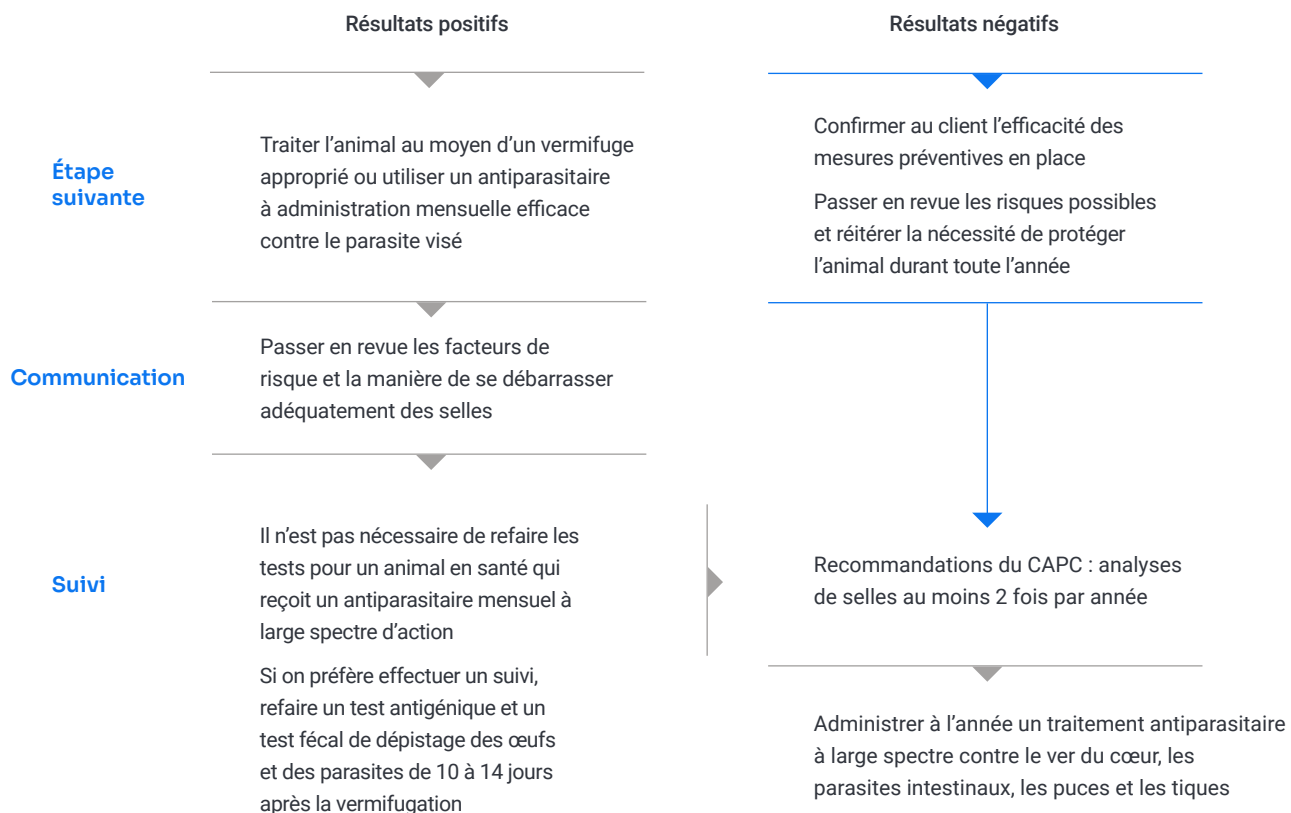 Résultats positifs
Résultats négatifs
Étape
suivante
Traiter l’animal au moyen d’un vermifuge
approprié ou utiliser un antiparasitaire
à administration mensuelle efficace
contre le parasite visé
Confirmer au client l’efficacité des
mesures préventives en place
Passer en revue les risques possibles
et réitérer la nécessité de protéger
l’animal durant toute l’année
Communication
Passer en revue les facteurs de
risque et la manière de se débarrasser
adéquatement des selles
Suivi
Il n’est pas nécessaire de refaire les
tests pour un animal en santé qui
reçoit un antiparasitaire mensuel à
large spectre d’action
Si on préfère effectuer un suivi,
refaire un test antigénique et un
test fécal de dépistage des œufs
et des parasites de 10 à 14 jours
après la vermifugation
Recommandations du CAPC : analyses
de selles au moins 2 fois par année
Administrer à l’année un traitement antiparasitaire
à large spectre contre le ver du cœur, les
parasites intestinaux, les puces et les tiques